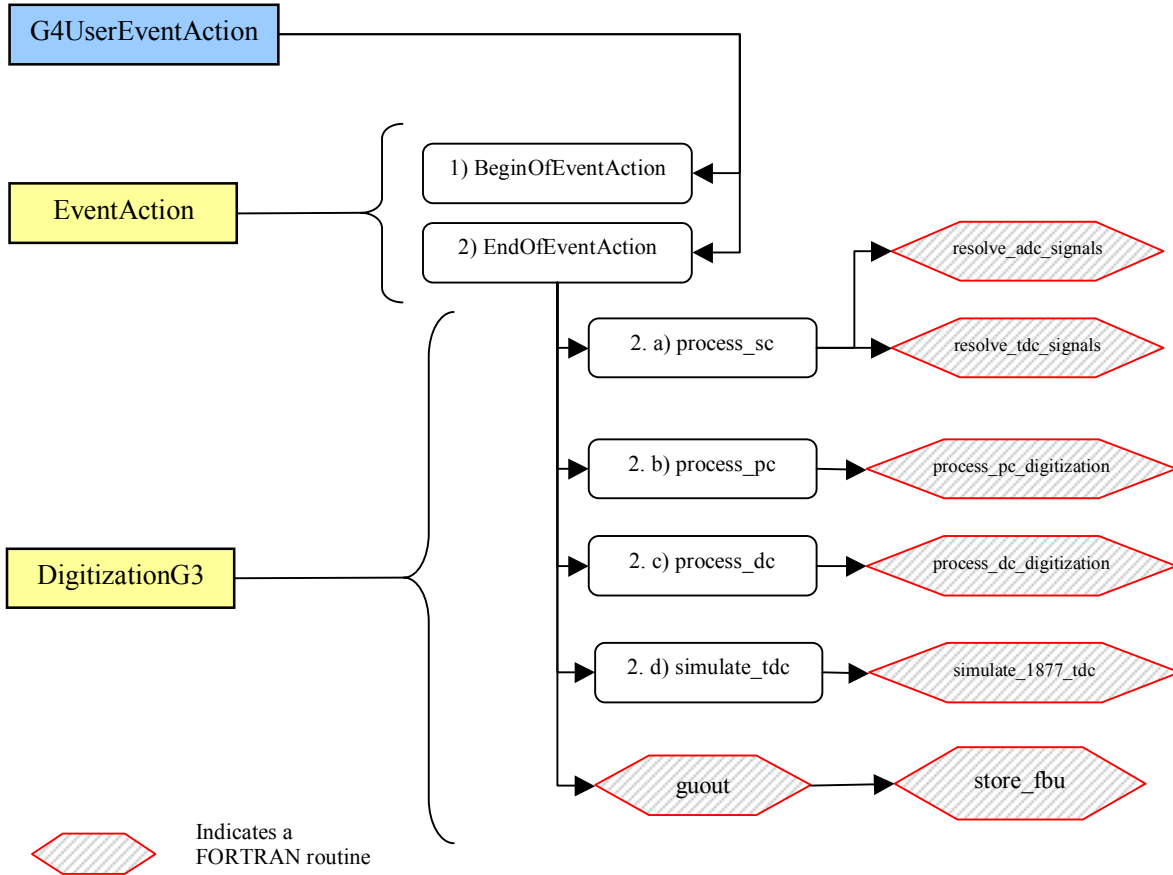 G4UserEventAction
1) BeginOfEventAction
EventAction
2) EndOfEventAction
resolve_adc_signals
2. a) process_sc
resolve_tdc_signals
2. b) process_pc
process_pc_digitization
DigitizationG3
2. c) process_dc
process_dc_digitization
2. d) simulate_tdc
simulate_1877_tdc
guout
store_fbu
Indicates a
FORTRAN routine